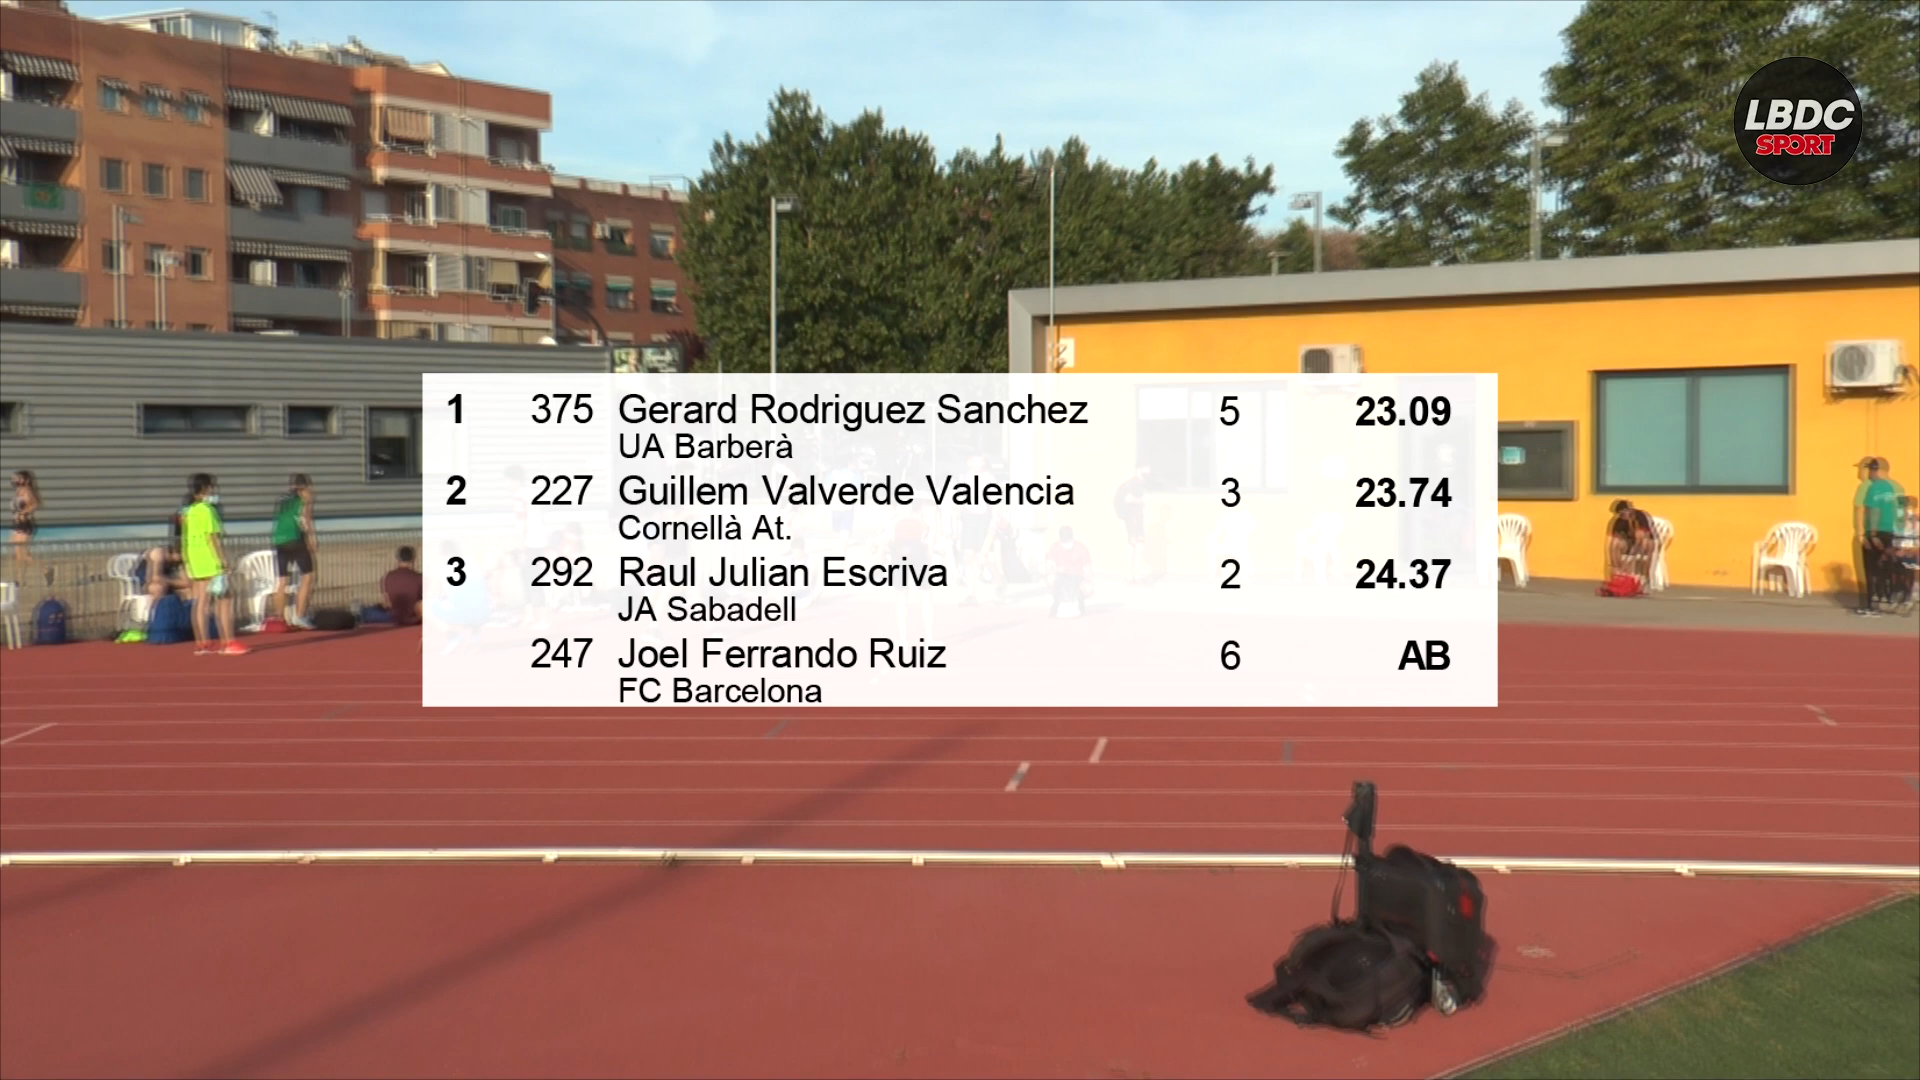 LBDC
SPORT
1 375 Gerard Rodriguez Sanchez 5 23.09
UA Barberà
2 227 Guillem Valverde Valencia 3 23.74
Cornellà At.
3 292 Raul Julian Escriva 2 24.37
JA Sabadell
247 Joel Ferrando Ruiz 6 AB
FC Barcelona